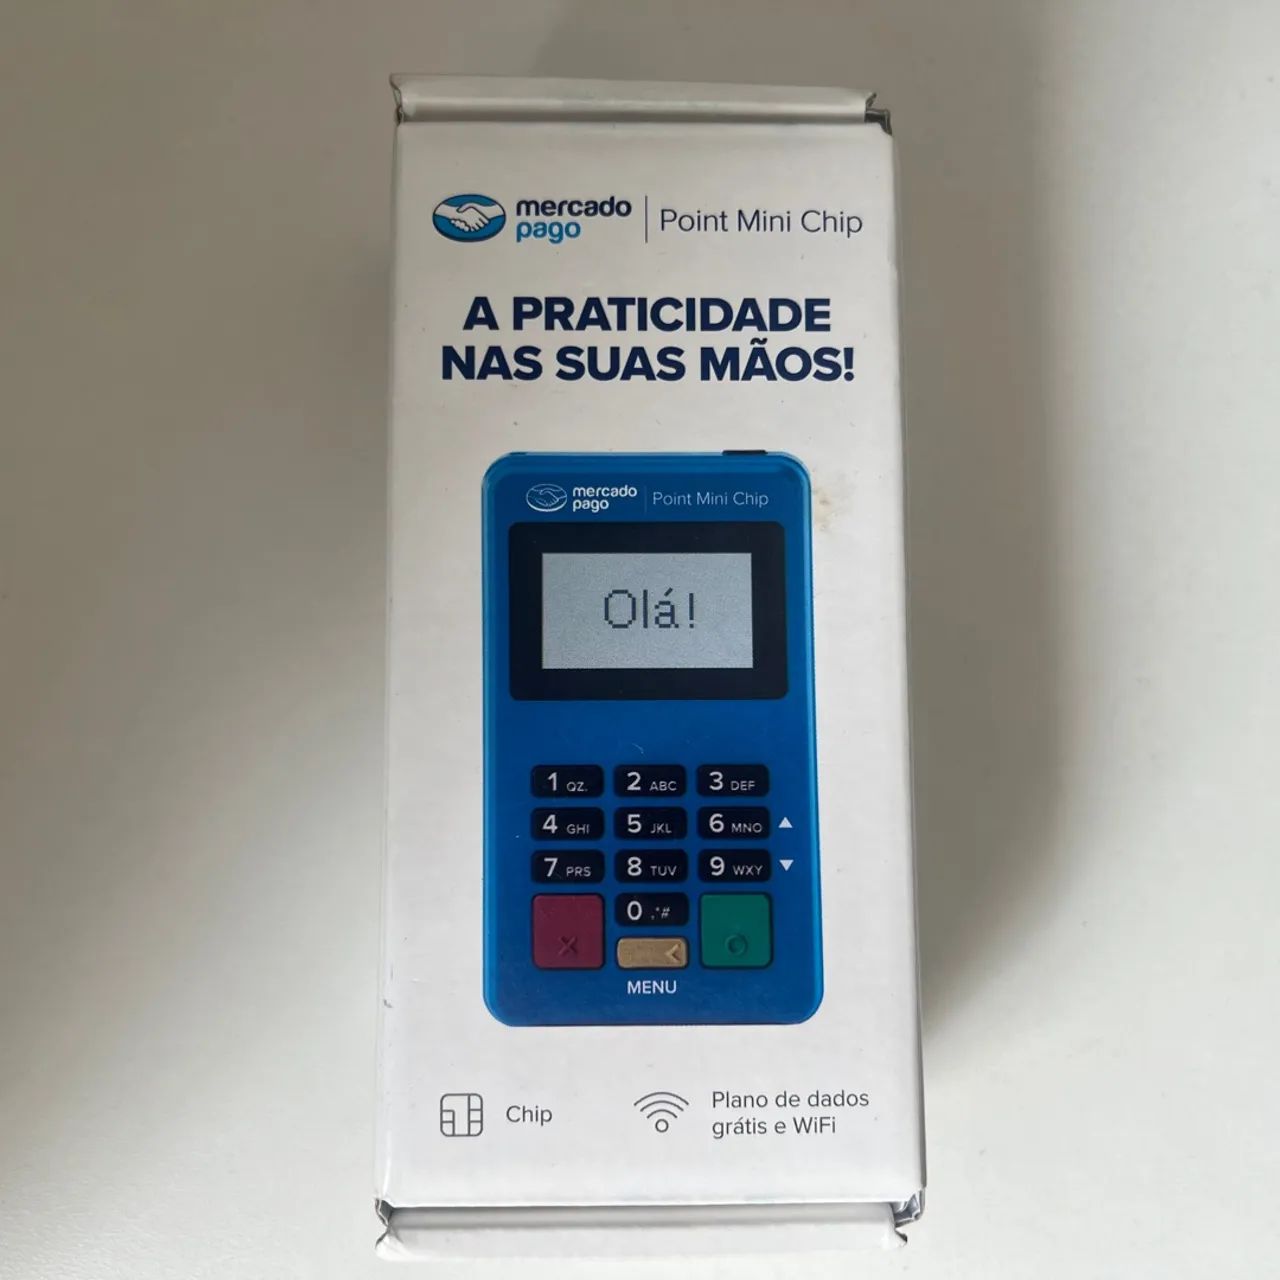 mercado
pago
Point Mini Chip
A PRATICIDADE
NAS SUAS MÃOS!
mercado
pago
Point Mini Chip
Olá!
1 QZ. 2 ABC 3 DEF
4 GHI 5 JKL 6 MNO
7 PRS 8 TUV 9 WXY
0 .*#
MENU
Chip
Plano de dados
grátis e WiFi